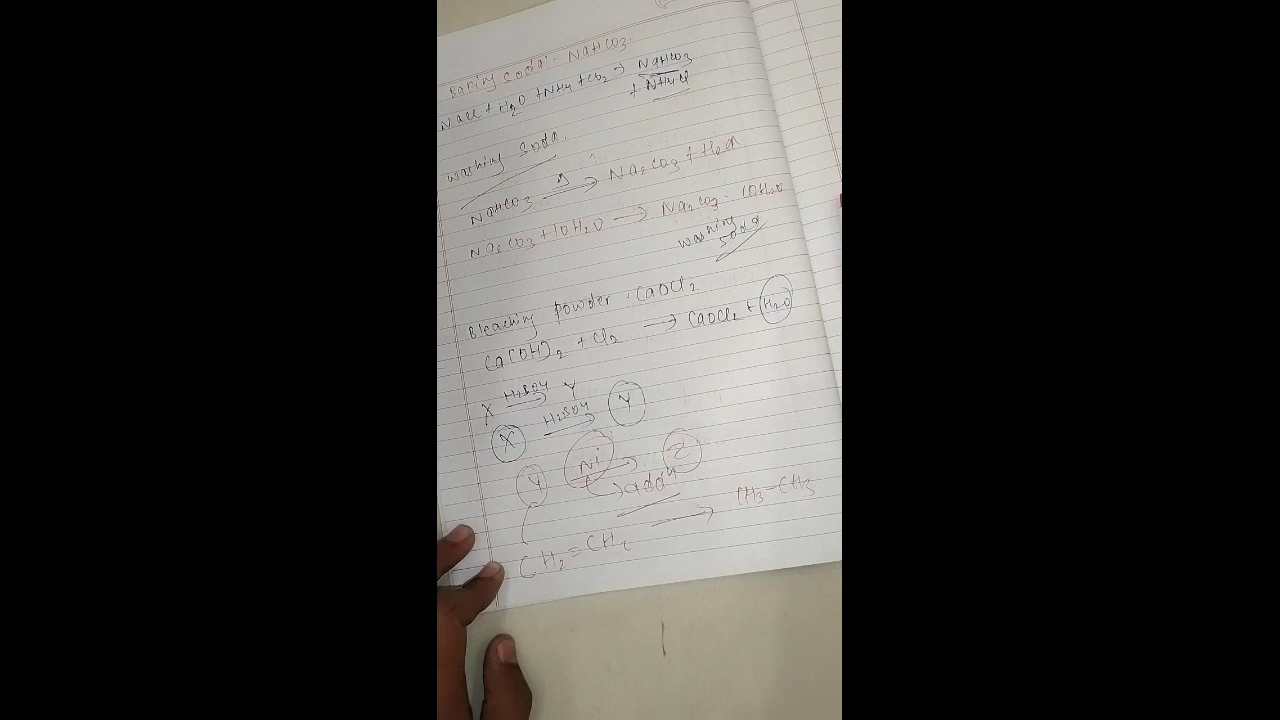 Baking soda:- NaHCO3.
NaCl + H2O + NH4 + CO2 → NaHCO3
+ NH4Cl
washing soda.
NaHCO3 Δ→ Na2CO3 + H2O
Na2CO3 + 10H2O → Na2CO3. 10H2O
washing
soda
Bleaching powder. CaOCl2
Ca(OH)2 + Cl2 → CaOCl2 + H2O
X H2SO4→ Y
X H2SO4→ Y
Y Ni→
addn
→ CH3-CH3
CH2=CH2